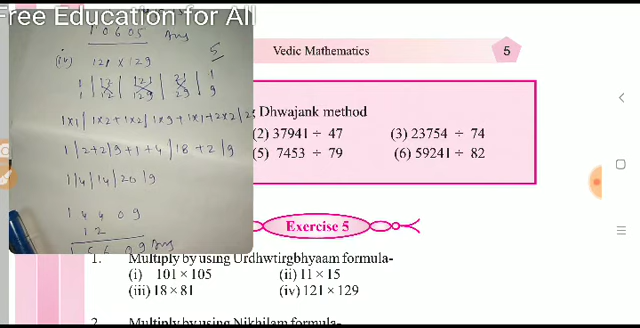 Free Education for All
10605 Ans
5
(iv) 121 × 129
1 | 12 | 121 | 21 | 1
1 | 12 | 129 | 29 | 9
1×1 | 1×2+1×2 | 1×9+1×1+2×2 | 2
1 | 2+2 | 9+1+4 | 18+2 | 9
1 | 4 | 14 | 20 | 9
1 4 4 0 9
1 2
1 5 6 0 9 Ans
Vedic Mathematics
5
Dhwajank method
(2) 37941 ÷ 47 (3) 23754 ÷ 74
(5) 7453 ÷ 79 (6) 59241 ÷ 82
Exercise 5
1. Multiply by using Urdhwtirgbhyaam formula-
(i) 101 × 105 (ii) 11 × 15
(iii) 18 × 81 (iv) 121 × 129
2. Multiply by using Nikhilam formula-